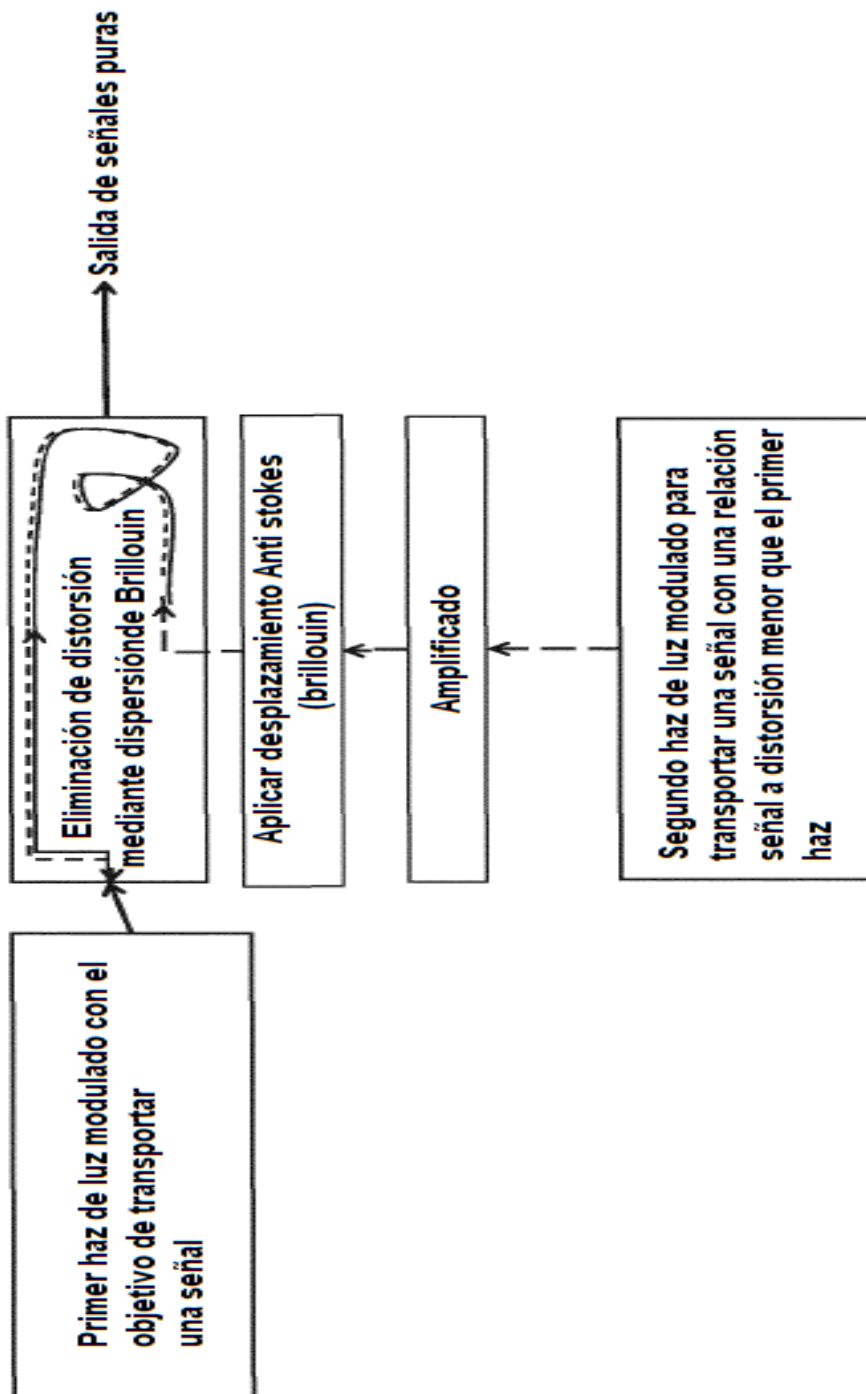 Primer haz de luz modulado con el
objetivo de transportar
una señal
Eliminación de distorsión
mediante dispersiónde Brillouin
Salida de señales puras
Aplicar desplazamiento Anti stokes
(brillouin)
Amplificado
Segundo haz de luz modulado para
transportar una señal con una relación
señal a distorsión menor que el primer
haz